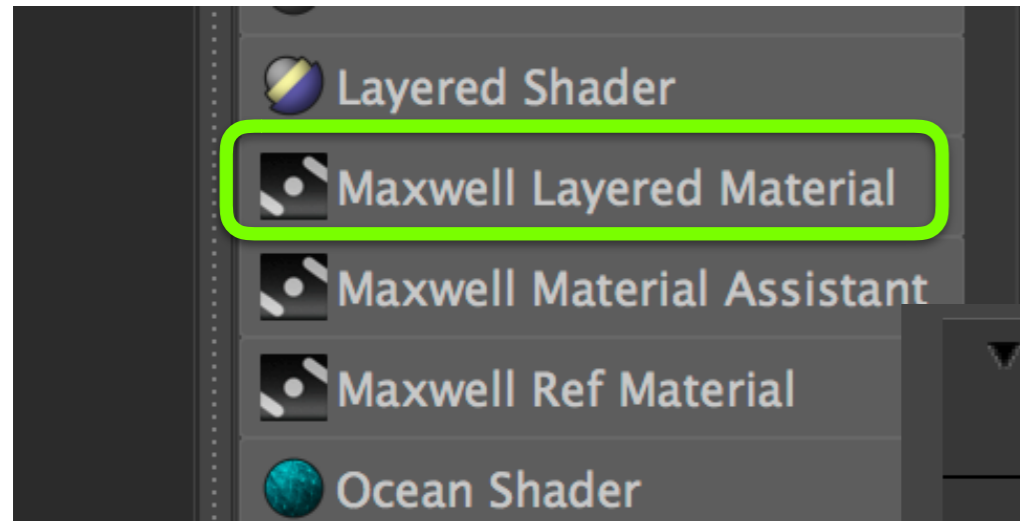 Layered Shader
Maxwell Layered Material
Maxwell Material Assistant
Maxwell Ref Material
Ocean Shader